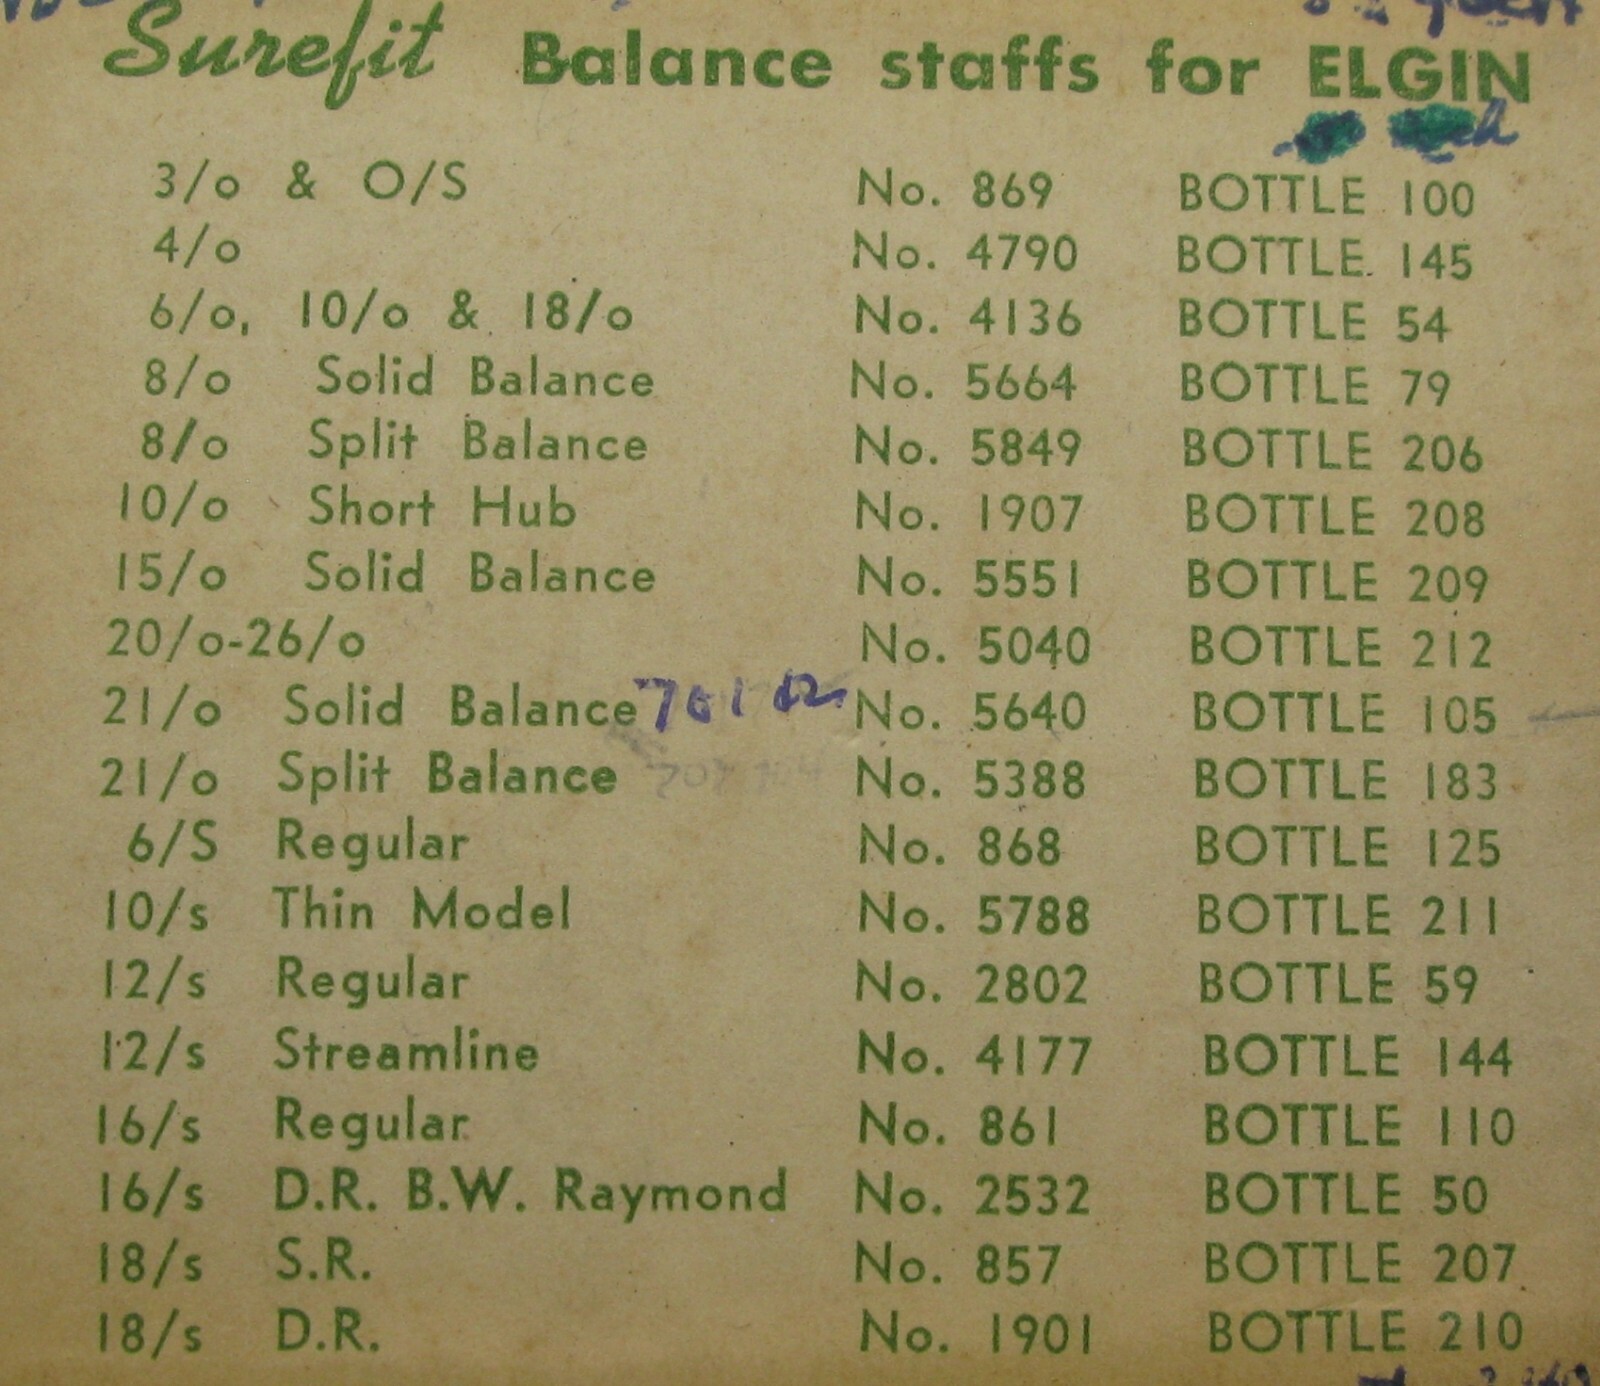 Surefit Balance staffs for ELGIN
3/o & O/S No. 869 BOTTLE 100
4/o No. 4790 BOTTLE 145
6/o, 10/o & 18/o No. 4136 BOTTLE 54
8/o Solid Balance No. 5664 BOTTLE 79
8/o Split Balance No. 5849 BOTTLE 206
10/o Short Hub No. 1907 BOTTLE 208
15/o Solid Balance No. 5551 BOTTLE 209
20/o-26/o No. 5040 BOTTLE 212
21/o Solid Balance No. 5640 BOTTLE 105
21/o Split Balance No. 5388 BOTTLE 183
6/S Regular No. 868 BOTTLE 125
10/s Thin Model No. 5788 BOTTLE 211
12/s Regular No. 2802 BOTTLE 59
12/s Streamline No. 4177 BOTTLE 144
16/s Regular No. 861 BOTTLE 110
16/s D.R. B.W. Raymond No. 2532 BOTTLE 50
18/s S.R. No. 857 BOTTLE 207
18/s D.R. No. 1901 BOTTLE 210